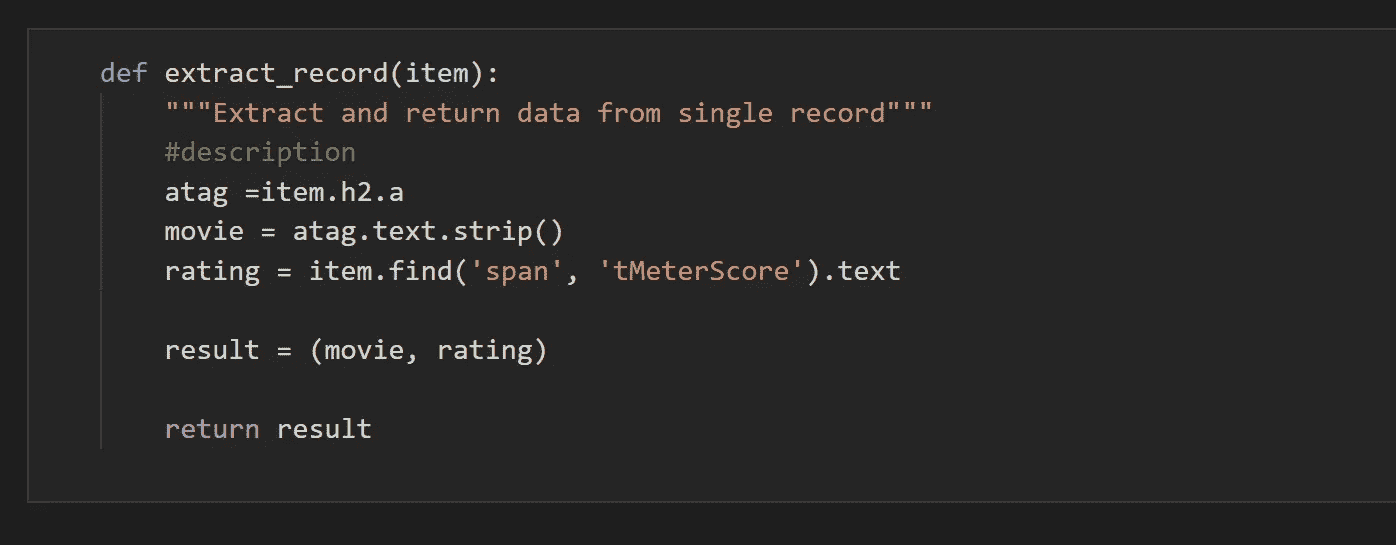 def extract_record(item):
"""Extract and return data from single record"""
#description
atag =item.h2.a
movie = atag.text.strip()
rating = item.find('span', 'tMeterScore').text
result = (movie, rating)
return result